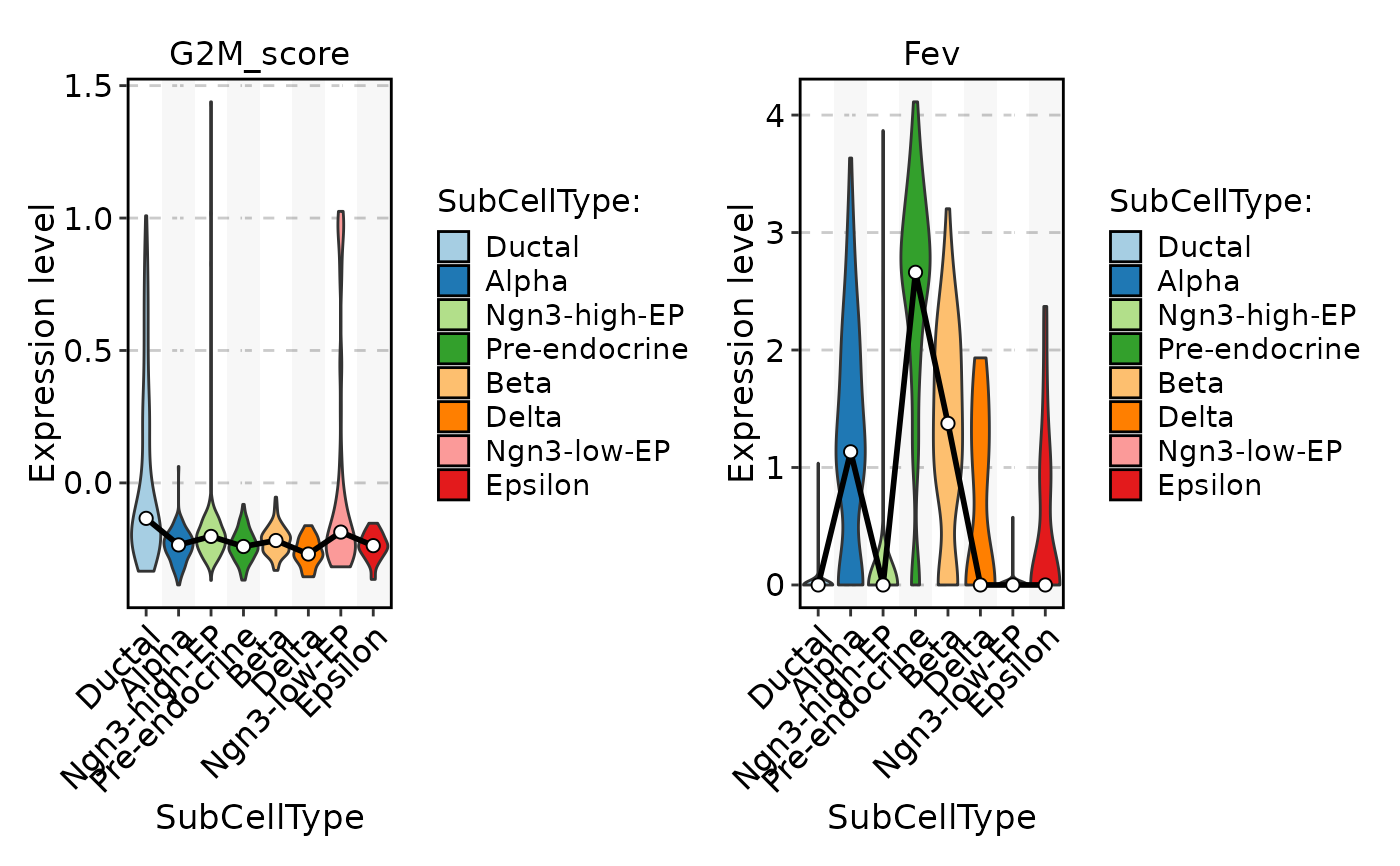 G2M_score
Expression level
1.5
1.0
0.5
0.0
Ductal
Alpha
Ngn3-high-EP
Pre-endocrine
Beta
Delta
Ngn3-low-EP
Epsilon
SubCellType
SubCellType:
Ductal
Alpha
Ngn3-high-EP
Pre-endocrine
Beta
Delta
Ngn3-low-EP
Epsilon
Fev
Expression level
4
3
2
1
0
Ductal
Alpha
Ngn3-high-EP
Pre-endocrine
Beta
Delta
Ngn3-low-EP
Epsilon
SubCellType
SubCellType:
Ductal
Alpha
Ngn3-high-EP
Pre-endocrine
Beta
Delta
Ngn3-low-EP
Epsilon